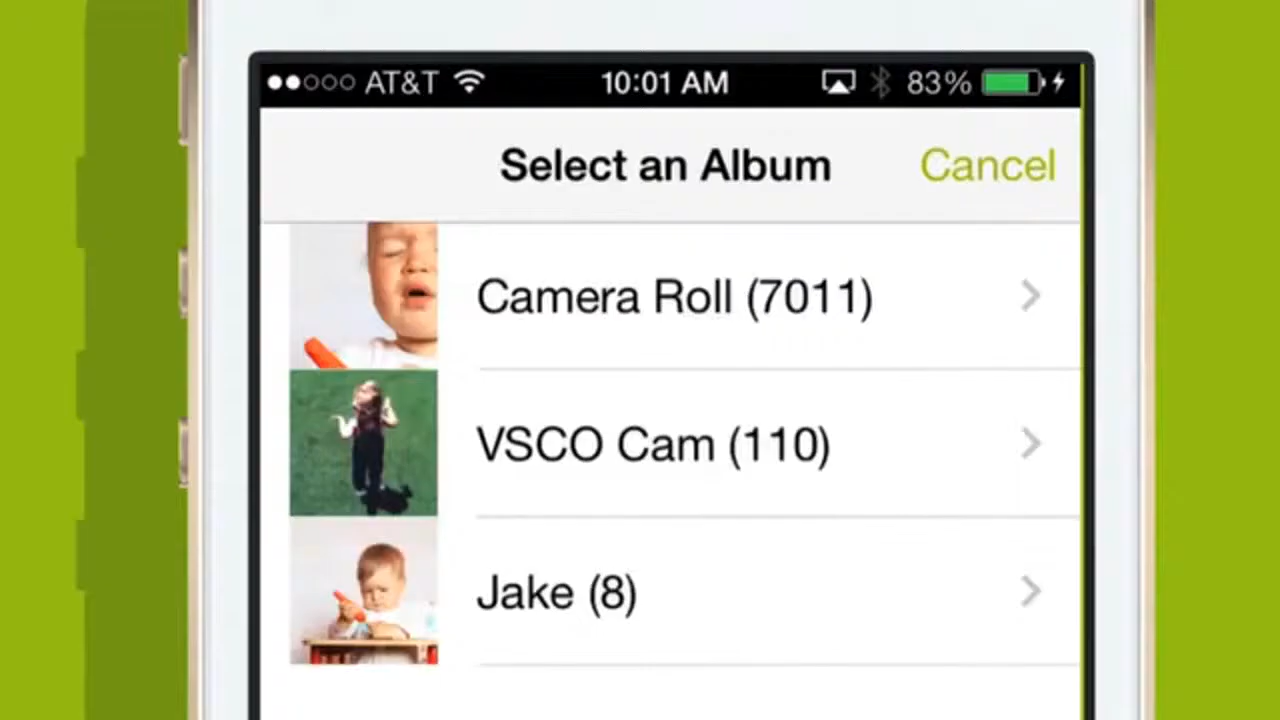 AT&T 10:01 AM 83%
Select an Album Cancel
Camera Roll (7011)
VSCO Cam (110)
Jake (8)